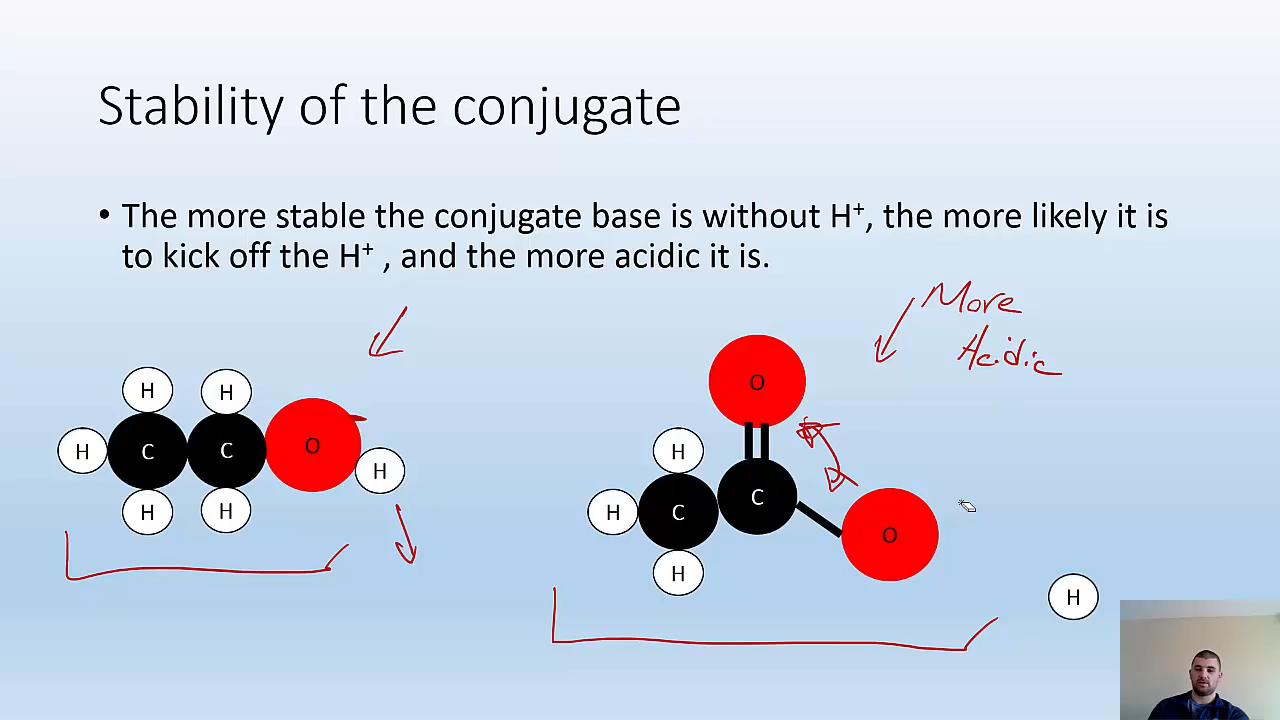 Stability of the conjugate
• The more stable the conjugate base is without H⁺, the more likely it is
to kick off the H⁺ , and the more acidic it is.
More
Acidic
H H
H C C O H
H H
O
H
C
H C
O
H
H